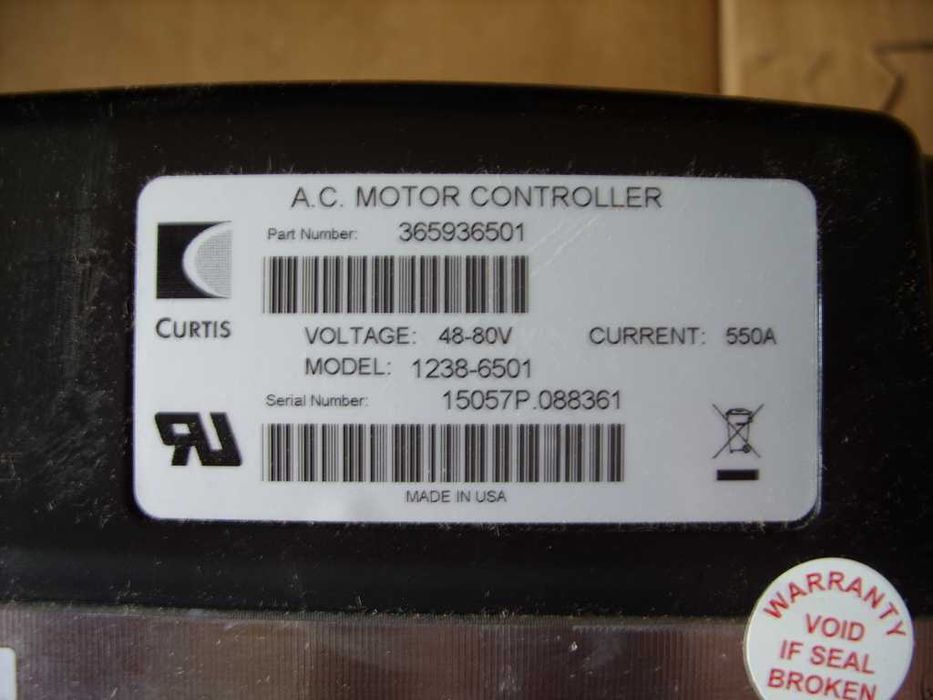 A.C. MOTOR CONTROLLER
Part Number: 365936501
CURTIS
VOLTAGE: 48-80V CURRENT: 550A
MODEL: 1238-6501
Serial Number: 15057P.088361
MADE IN USA
WARRANTY
VOID
IF SEAL
BROKEN